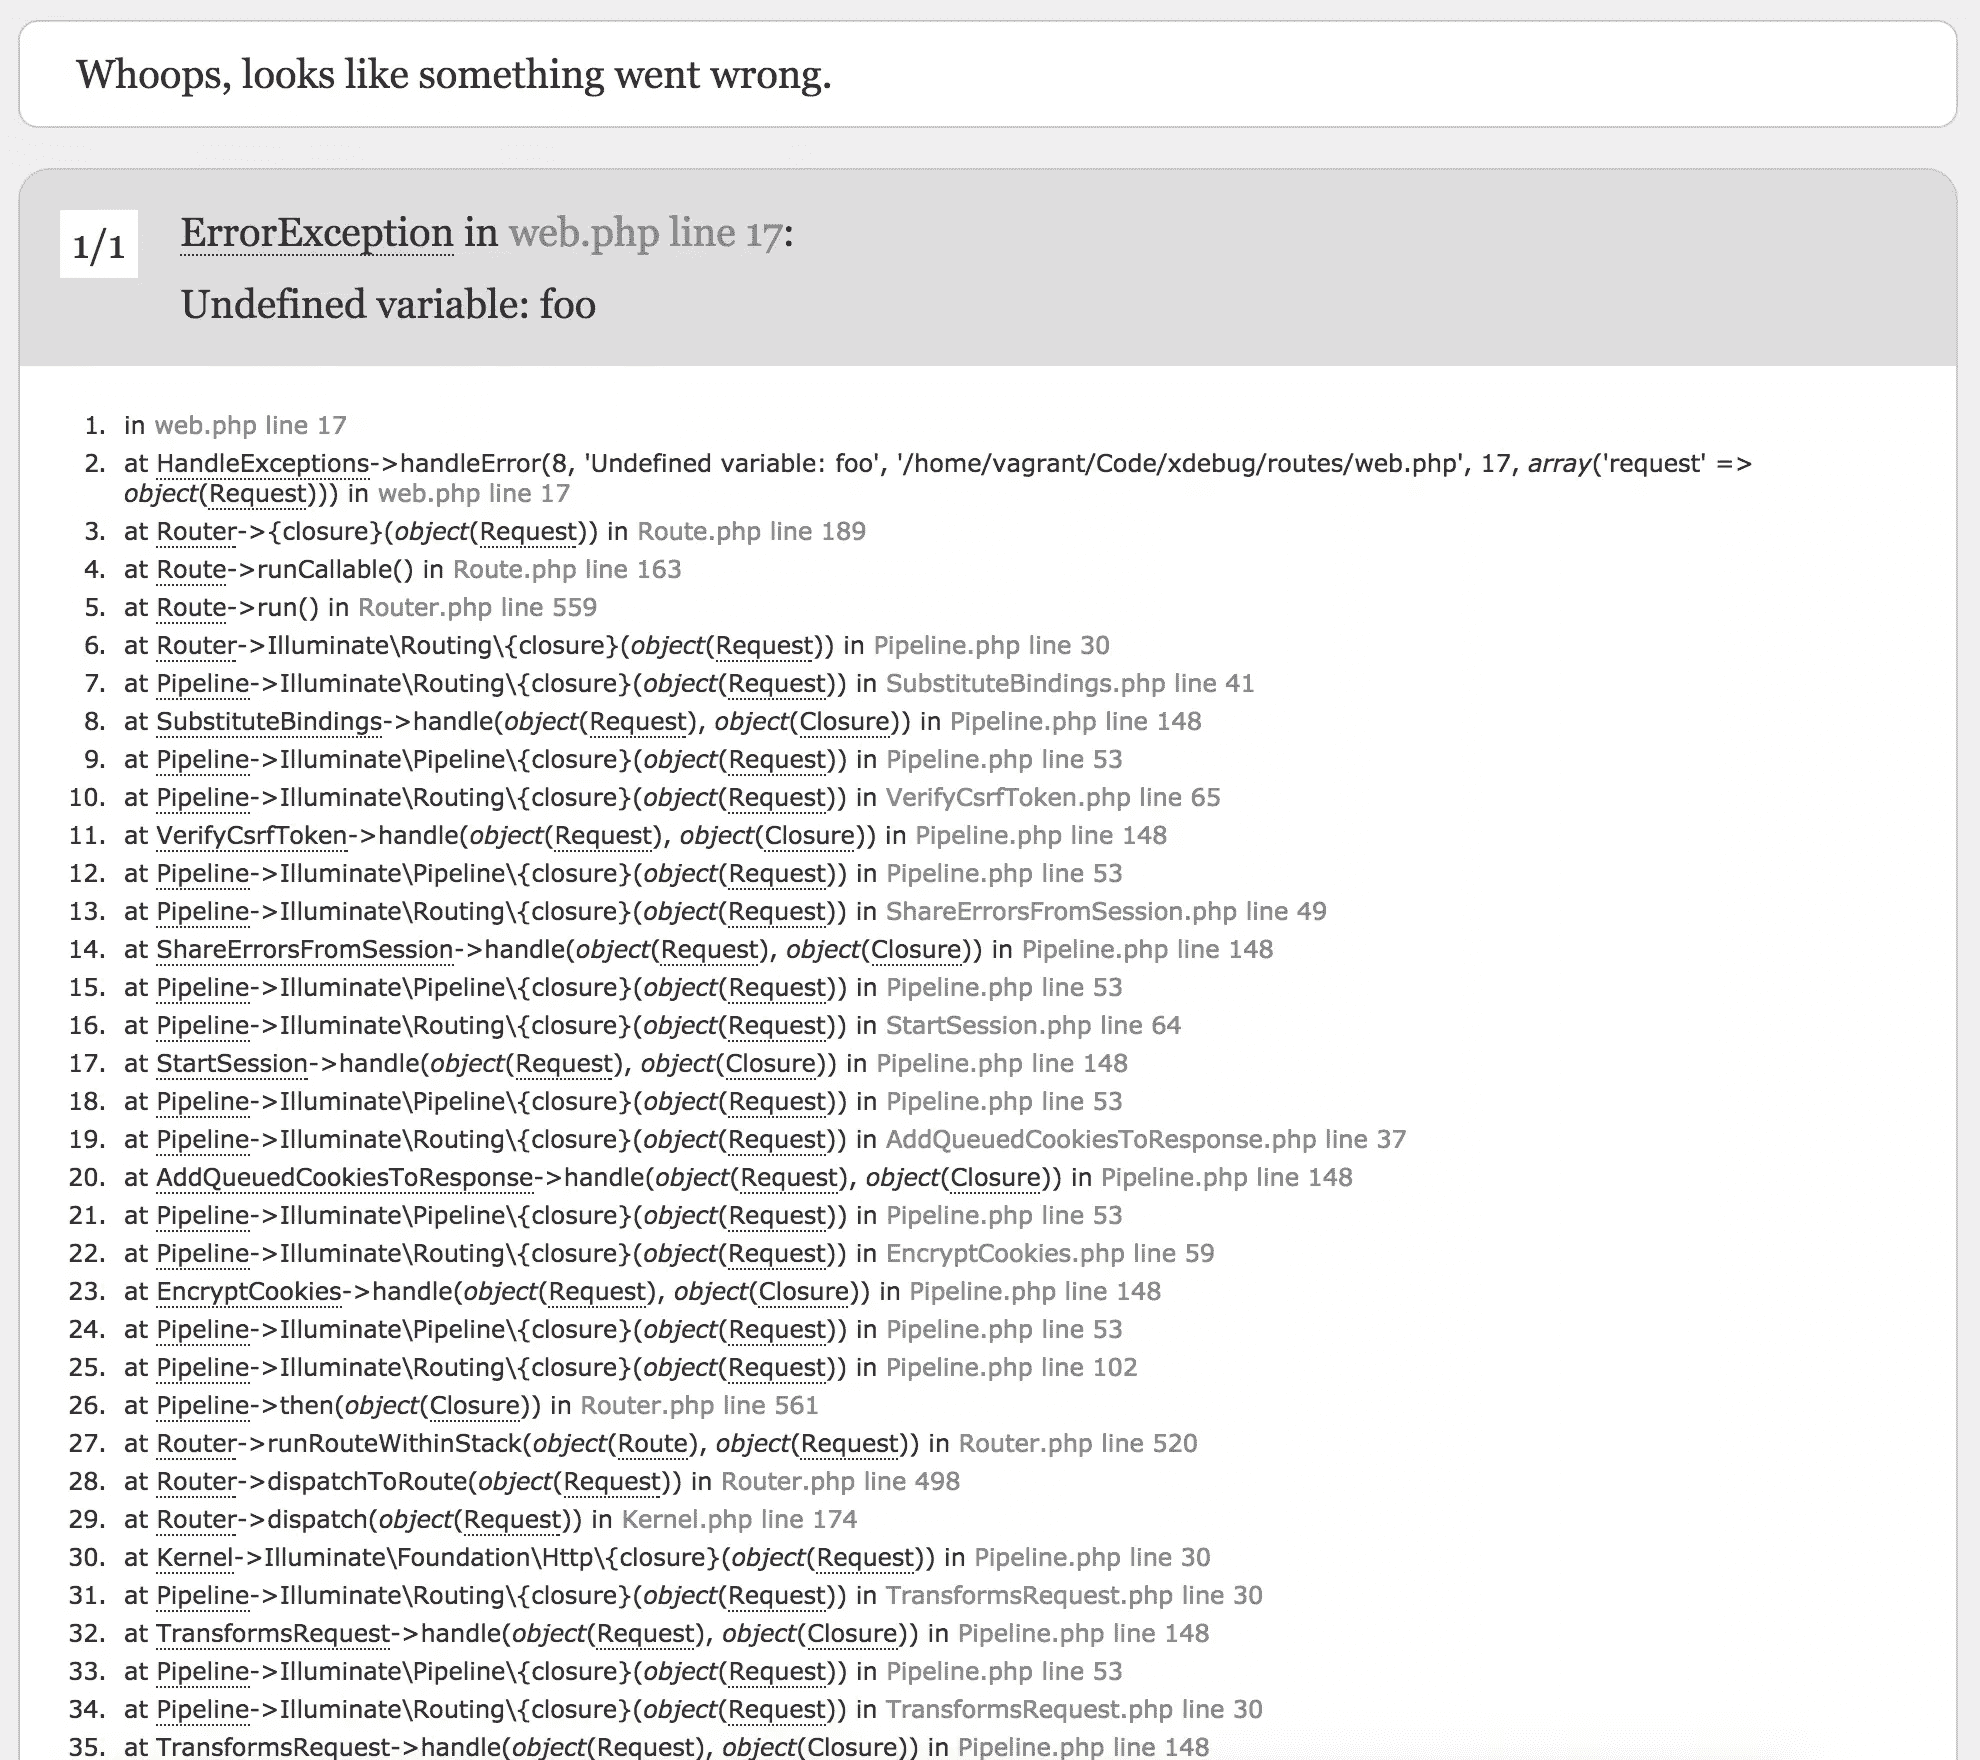 Whoops, looks like something went wrong.
1/1
ErrorException in web.php line 17:
Undefined variable: foo
1. in web.php line 17
2. at HandleExceptions->handleError(8, 'Undefined variable: foo', '/home/vagrant/Code/xdebug/routes/web.php', 17, array('request' =>
object(Request))) in web.php line 17
3. at Router->{closure}(object(Request)) in Route.php line 189
4. at Route->runCallable() in Route.php line 163
5. at Route->run() in Router.php line 559
6. at Router->Illuminate\Routing\{closure}(object(Request)) in Pipeline.php line 30
7. at Pipeline->Illuminate\Routing\{closure}(object(Request)) in SubstituteBindings.php line 41
8. at SubstituteBindings->handle(object(Request), object(Closure)) in Pipeline.php line 148
9. at Pipeline->Illuminate\Pipeline\{closure}(object(Request)) in Pipeline.php line 53
10. at Pipeline->Illuminate\Routing\{closure}(object(Request)) in VerifyCsrfToken.php line 65
11. at VerifyCsrfToken->handle(object(Request), object(Closure)) in Pipeline.php line 148
12. at Pipeline->Illuminate\Pipeline\{closure}(object(Request)) in Pipeline.php line 53
13. at Pipeline->Illuminate\Routing\{closure}(object(Request)) in ShareErrorsFromSession.php line 49
14. at ShareErrorsFromSession->handle(object(Request), object(Closure)) in Pipeline.php line 148
15. at Pipeline->Illuminate\Pipeline\{closure}(object(Request)) in Pipeline.php line 53
16. at Pipeline->Illuminate\Routing\{closure}(object(Request)) in StartSession.php line 64
17. at StartSession->handle(object(Request), object(Closure)) in Pipeline.php line 148
18. at Pipeline->Illuminate\Pipeline\{closure}(object(Request)) in Pipeline.php line 53
19. at Pipeline->Illuminate\Routing\{closure}(object(Request)) in AddQueuedCookiesToResponse.php line 37
20. at AddQueuedCookiesToResponse->handle(object(Request), object(Closure)) in Pipeline.php line 148
21. at Pipeline->Illuminate\Pipeline\{closure}(object(Request)) in Pipeline.php line 53
22. at Pipeline->Illuminate\Routing\{closure}(object(Request)) in EncryptCookies.php line 59
23. at EncryptCookies->handle(object(Request), object(Closure)) in Pipeline.php line 148
24. at Pipeline->Illuminate\Pipeline\{closure}(object(Request)) in Pipeline.php line 53
25. at Pipeline->Illuminate\Routing\{closure}(object(Request)) in Pipeline.php line 102
26. at Pipeline->then(object(Closure)) in Router.php line 561
27. at Router->runRouteWithinStack(object(Route), object(Request)) in Router.php line 520
28. at Router->dispatchToRoute(object(Request)) in Router.php line 498
29. at Router->dispatch(object(Request)) in Kernel.php line 174
30. at Kernel->Illuminate\Foundation\Http\{closure}(object(Request)) in Pipeline.php line 30
31. at Pipeline->Illuminate\Routing\{closure}(object(Request)) in TransformsRequest.php line 30
32. at TransformsRequest->handle(object(Request), object(Closure)) in Pipeline.php line 148
33. at Pipeline->Illuminate\Pipeline\{closure}(object(Request)) in Pipeline.php line 53
34. at Pipeline->Illuminate\Routing\{closure}(object(Request)) in TransformsRequest.php line 30
35. at TransformsRequest->handle(object(Request), object(Closure)) in Pipeline.php line 148